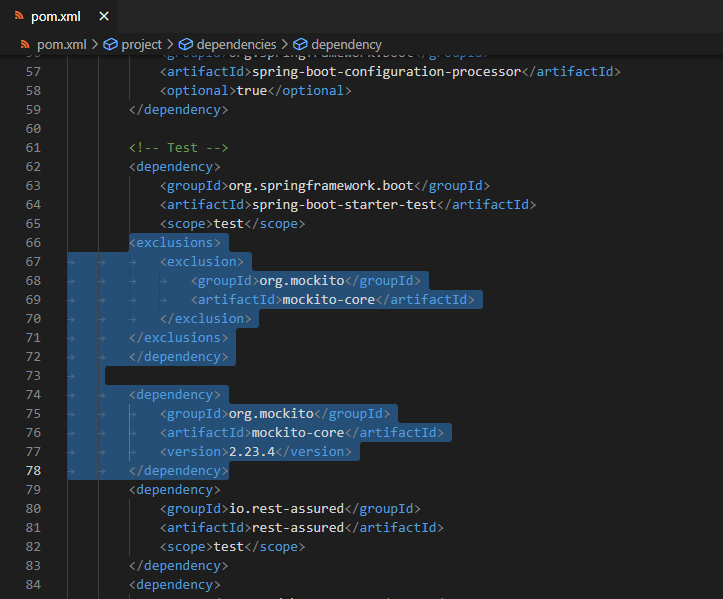 pom.xml ×
pom.xml > project > dependencies > dependency
57 <artifactId>spring-boot-configuration-processor</artifactId>
58 <optional>true</optional>
59 </dependency>
60
61 <!-- Test -->
62 <dependency>
63 <groupId>org.springframework.boot</groupId>
64 <artifactId>spring-boot-starter-test</artifactId>
65 <scope>test</scope>
66 <exclusions>
67 <exclusion>
68 <groupId>org.mockito</groupId>
69 <artifactId>mockito-core</artifactId>
70 </exclusion>
71 </exclusions>
72 </dependency>
73
74 <dependency>
75 <groupId>org.mockito</groupId>
76 <artifactId>mockito-core</artifactId>
77 <version>2.23.4</version>
78 </dependency>
79 <dependency>
80 <groupId>io.rest-assured</groupId>
81 <artifactId>rest-assured</artifactId>
82 <scope>test</scope>
83 </dependency>
84 <dependency>